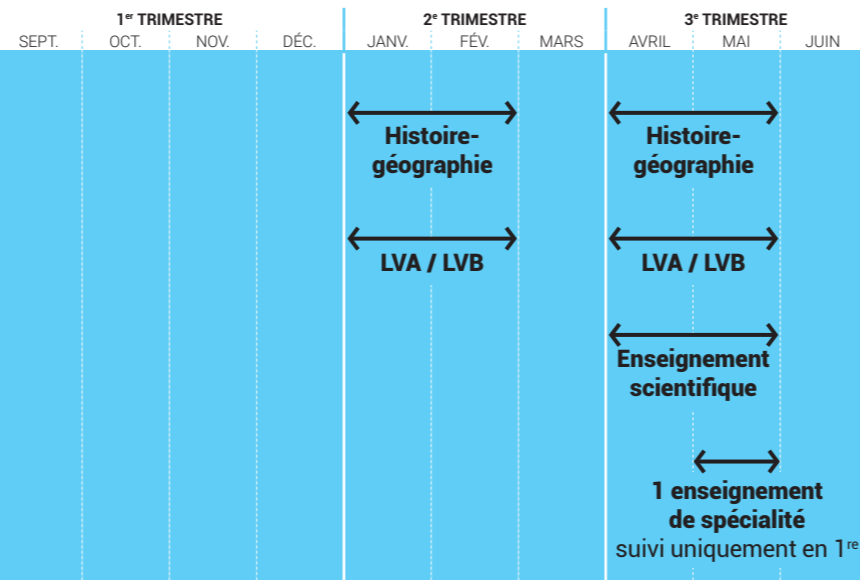 1er TRIMESTRE 2e TRIMESTRE 3e TRIMESTRE
SEPT. OCT. NOV. DÉC. JANV. FÉV. MARS AVRIL MAI JUIN
Histoire-
géographie
Histoire-
géographie
LVA / LVB
LVA / LVB
Enseignement
scientifique
1 enseignement
de spécialité
suivi uniquement en 1re